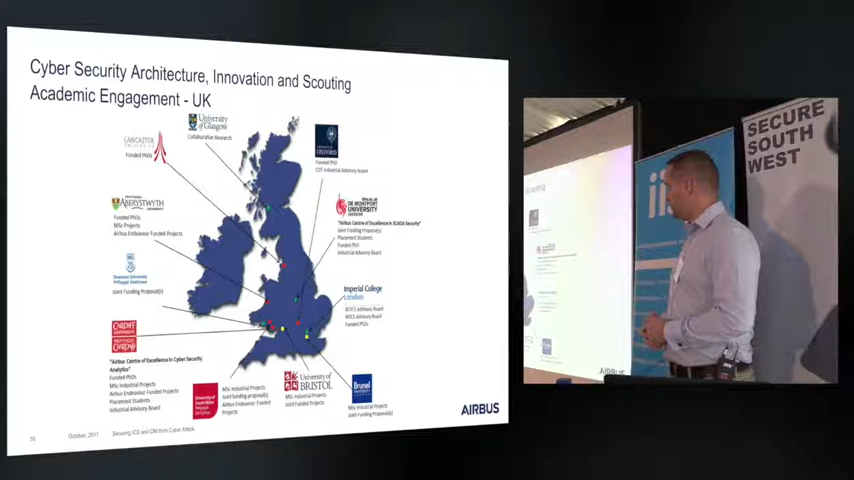 Cyber Security Architecture, Innovation and Scouting
Academic Engagement - UK
University
of Glasgow
Collaborative Research
LANCASTER
UNIVERSITY
Funded PhDs
OXFORD
Funded PhD
CDT Industrial Advisory Board
ABERYSTWYTH
UNIVERSITY
Funded PhDs
MSc Projects
Airbus Endeavour Funded Projects
DE MONTFORT
UNIVERSITY
LEICESTER
"Airbus Centre of Excellence in SCADA Security"
Joint Funding Proposal(s)
Placement Students
Funded PhD
Industrial Advisory Board
Swansea University
Prifysgol Abertawe
Joint Funding Proposal(s)
Imperial College
London
RITICS Advisory Board
MSCS Advisory Board
Funded PhDs
CARDIFF
UNIVERSITY
PRIFYSGOL
CAERDYDD
"Airbus Centre of Excellence in Cyber Security
Analytics"
Funded PhDs
MSc Industrial Projects
Airbus Endeavour Funded Projects
Placement Students
Industrial Advisory Board
University of
South Wales
Prifysgol
De Cymru
MSc Industrial Projects
Joint funding proposal(s)
Airbus Endeavour Funded
Projects
University of
BRISTOL
MSc Industrial Projects
Joint Funded Projects
Brunel
MSc Industrial Projects
Joint Funding Proposal(s)
AIRBUS
October, 2017
Securing ICS and CNI from Cyber Attack
Scouting
AIRBUS
SECURE
SOUTH
WEST